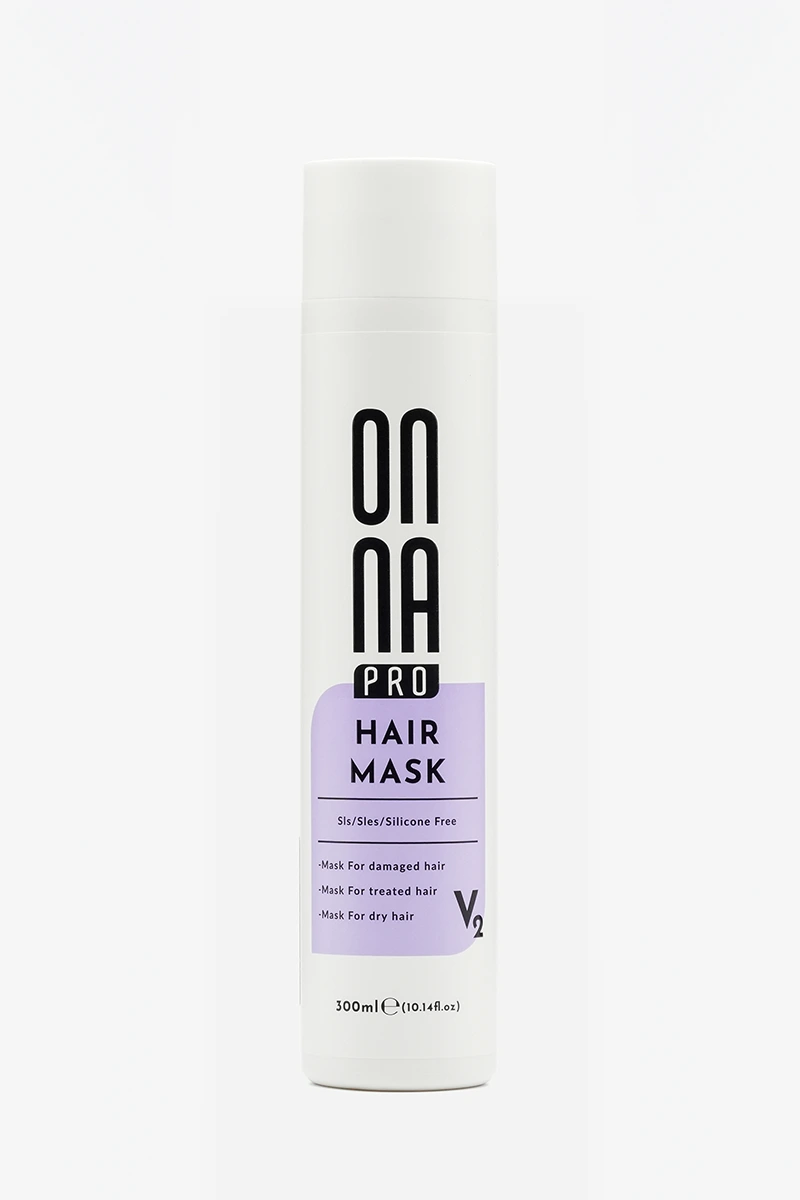 ON
NA
PRO
HAIR
MASK
Sls/Sles/Silicone Free
-Mask For damaged hair
-Mask For treated hair
-Mask For dry hair
V2
300ml℮(10.14fl.oz)